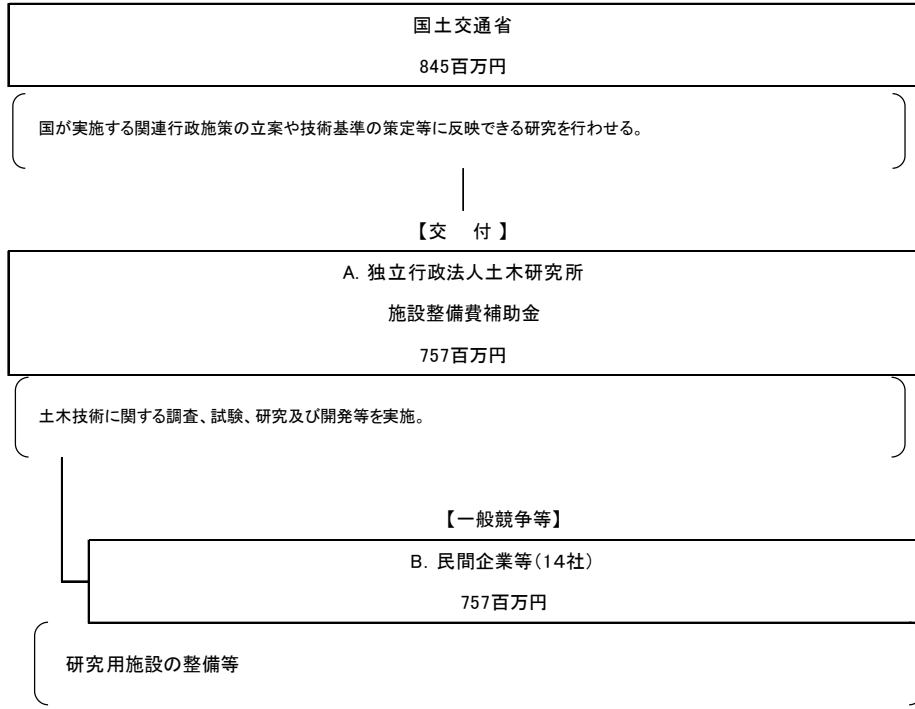 国土交通省
845百万円
国が実施する関連行政施策の立案や技術基準の策定等に反映できる研究を行わせる。
【交　付】
A. 独立行政法人土木研究所
施設整備費補助金
757百万円
土木技術に関する調査、試験、研究及び開発等を実施。
【一般競争等】
B. 民間企業等(14社)
757百万円
研究用施設の整備等